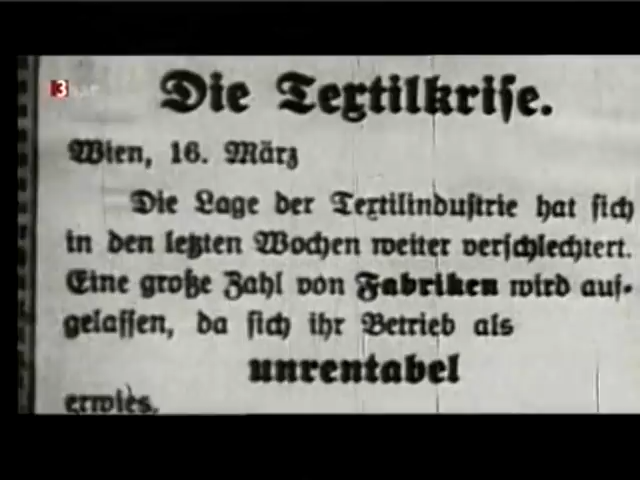 3sat
Die Textilkrise.
Wien, 16. März
Die Lage der Textilindustrie hat sich
in den letzten Wochen weiter verschlechtert.
Eine große Zahl von Fabriken wird auf-
gelassen, da sich ihr Betrieb als
unrentabel
erwies.